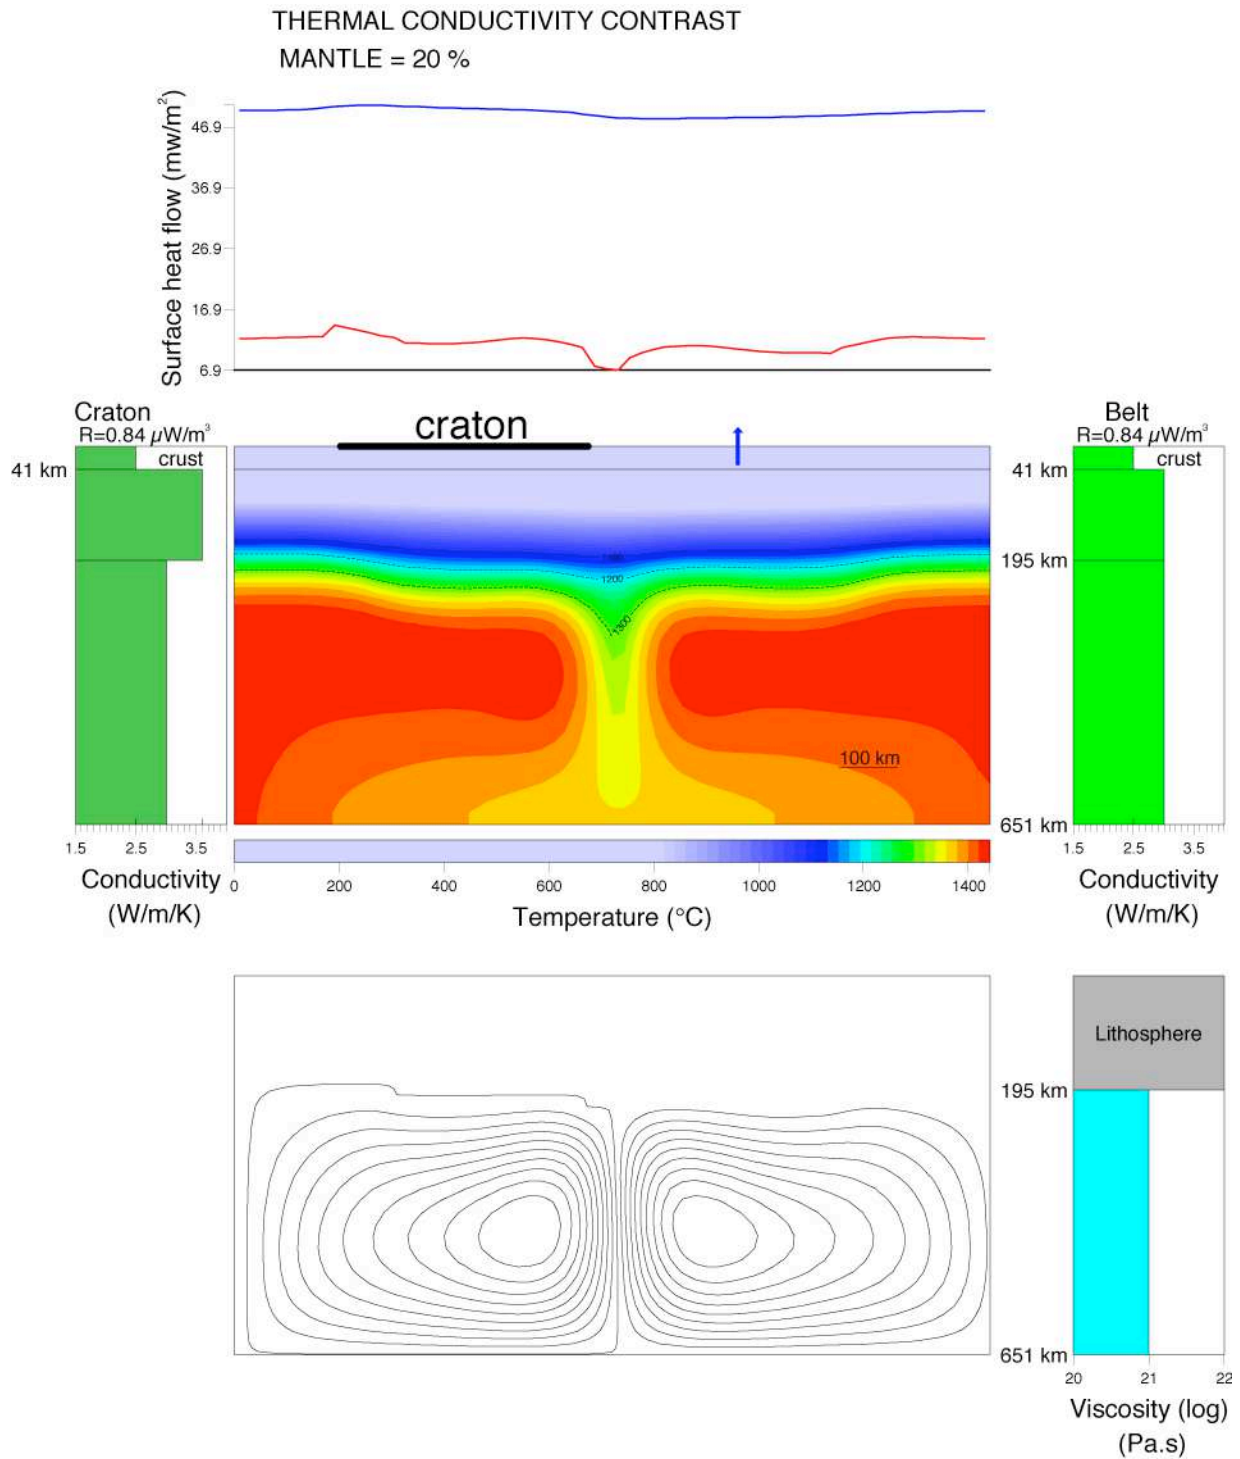 THERMAL CONDUCTIVITY CONTRAST
MANTLE = 20 %
Surface heat flow (mw/m²)
46.9
36.9
26.9
16.9
6.9
Craton
R=0.84 µW/m³
crust
41 km
1.5 2.5 3.5
Conductivity
(W/m/K)
craton
1200
1300
100 km
0 200 400 600 800 1000 1200 1400
Temperature (°C)
Belt
R=0.84 µW/m³
crust
41 km
195 km
651 km
1.5 2.5 3.5
Conductivity
(W/m/K)
Lithosphere
195 km
651 km
20 21 22
Viscosity (log)
(Pa.s)